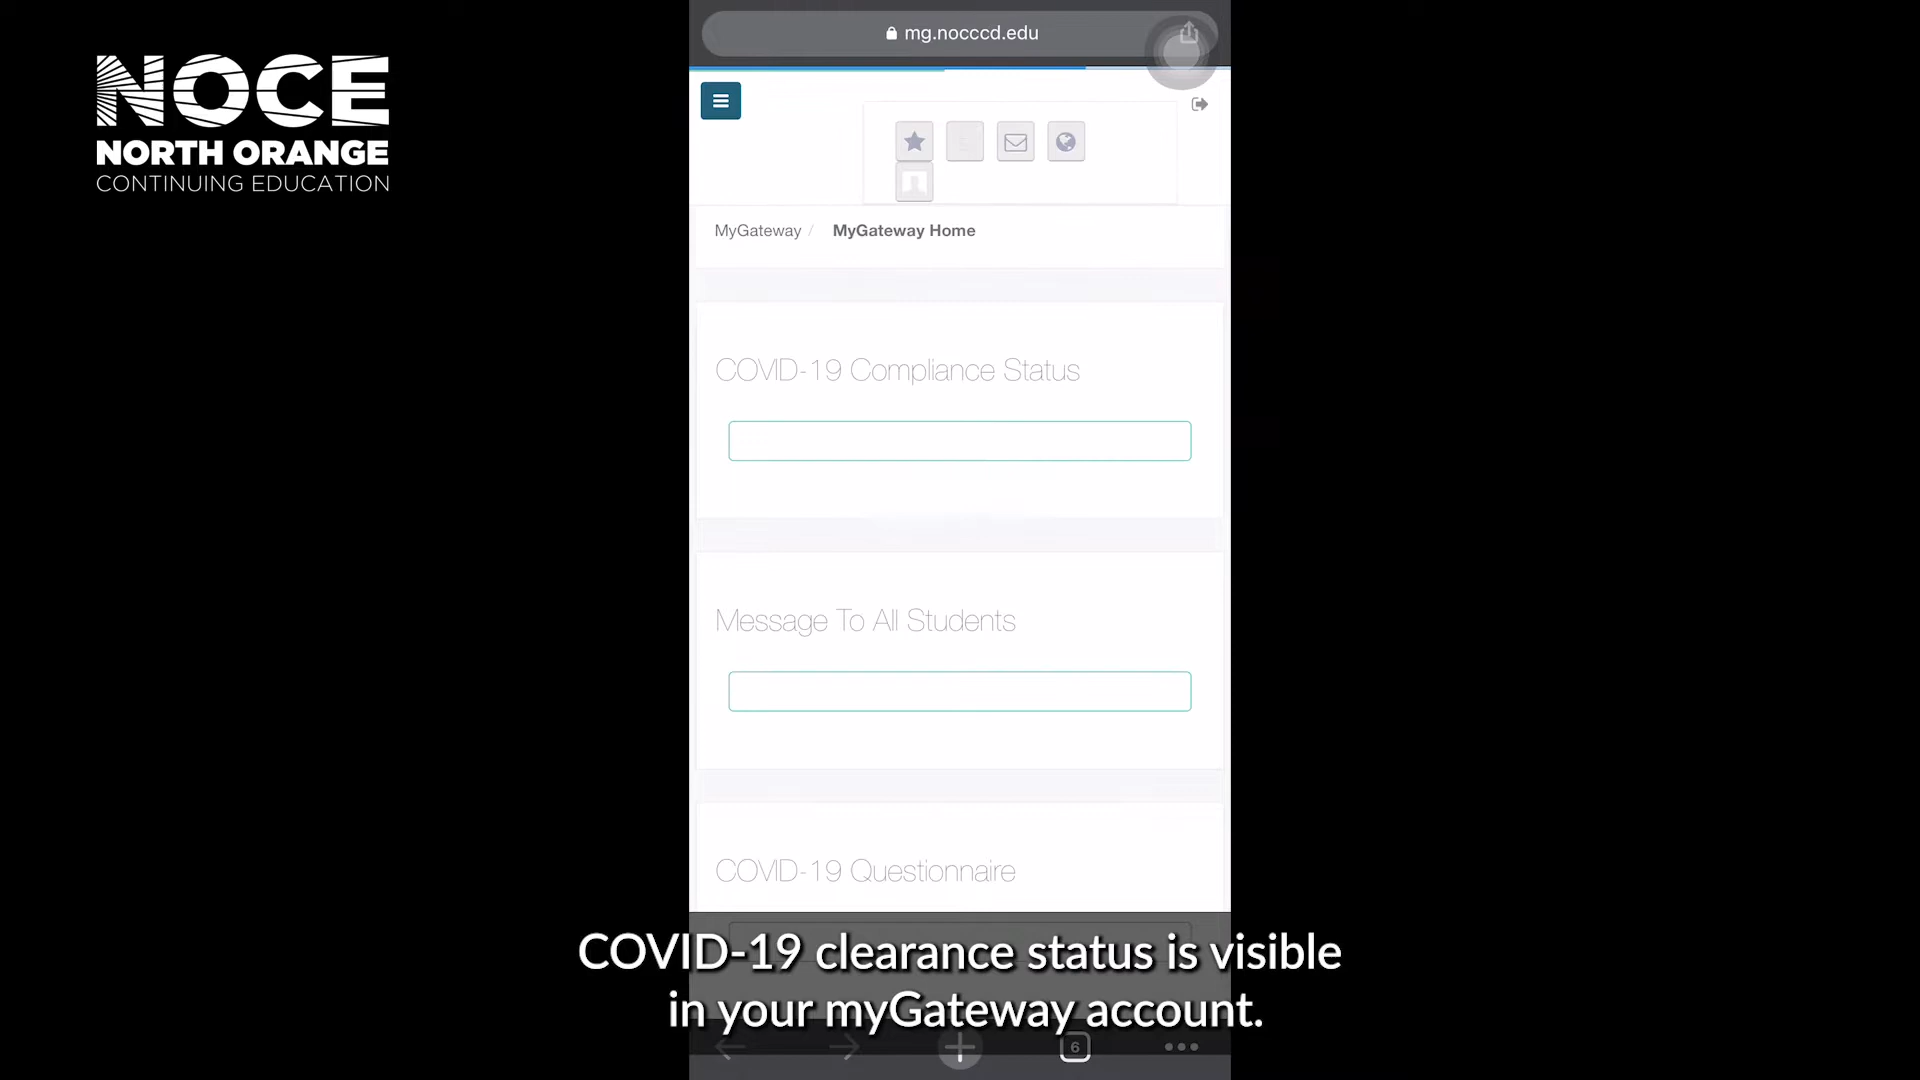 NOCE
NORTH ORANGE
CONTINUING EDUCATION
mg.nocccd.edu
MyGateway / MyGateway Home
COVID-19 Compliance Status
Message To All Students
COVID-19 Questionnaire
COVID-19 clearance status is visible
in your myGateway account.
6